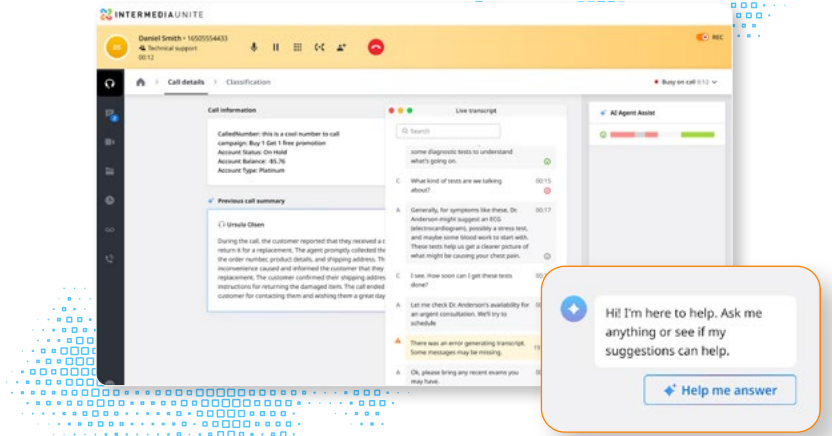 INTERMEDIA UNITE
Daniel Smith • 16505554433
Technical support
00:12
REC
DS
Call details > Classification
Busy on call 0:12
Call information
CalledNumber: this is a cool number to call
campaign: Buy 1 Get 1 free promotion
Account Status: On Hold
Account Balance: -$5.76
Account Type: Platinum
Previous call summary
Ursula Olsen
During the call, the customer reported that they received a
return it for a replacement. The agent promptly collected the
the order number, product details, and shipping address. Th
inconvenience caused and informed the customer that they
replacement. The customer confirmed their shipping addres
instructions for returning the damaged item. The call ended
customer for contacting them and wishing them a great day
Live transcript
Search
some diagnostic tests to understand
what's going on.
C What kind of tests are we talking 00:15
about?
A Generally, for symptoms like these, Dr. 00:17
Anderson might suggest an ECG
(electrocardiogram), possibly a stress test,
and maybe some blood work to start with.
These tests help us get a clearer picture of
what might be causing your chest pain.
C I see. How soon can I get these tests
done?
A Let me check Dr. Anderson's availability for
an urgent consultation. We'll try to
schedule
There was an error generating transcript.
Some messages may be missing.
A Ok, please bring any recent exams you
may have.
AI Agent Assist
Hi! I'm here to help. Ask me
anything or see if my
suggestions can help.
Help me answer